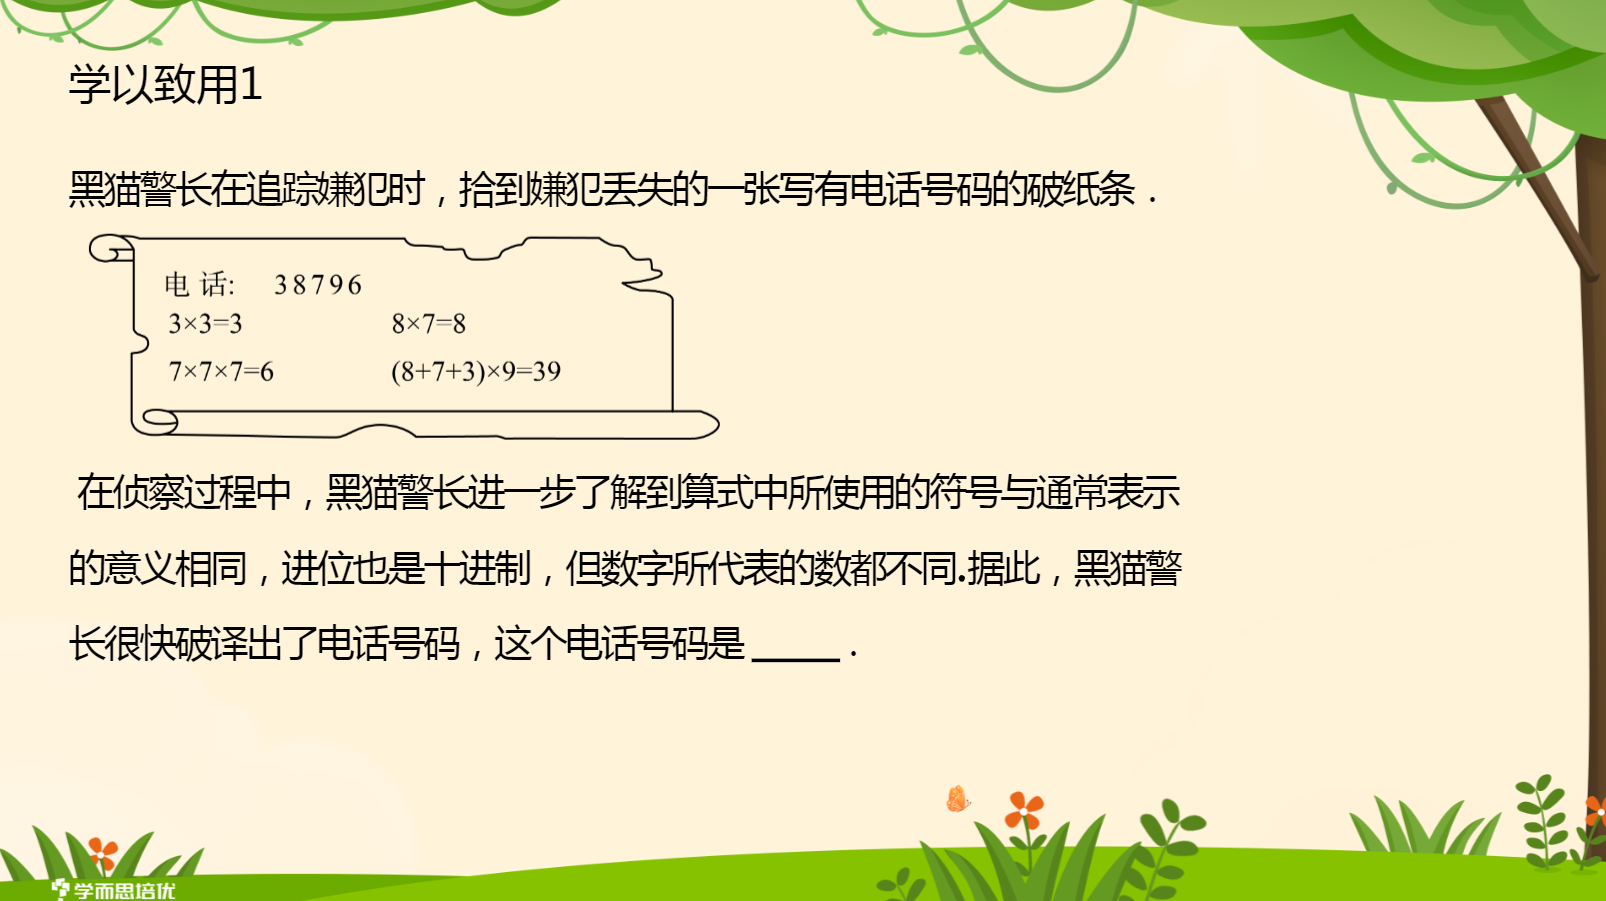 学以致用1
黑猫警长在追踪嫌犯时，拾到嫌犯丢失的一张写有电话号码的破纸条．
电 话: 38796
3×3=3 8×7=8
7×7×7=6 (8+7+3)×9=39
在侦察过程中，黑猫警长进一步了解到算式中所使用的符号与通常表示
的意义相同，进位也是十进制，但数字所代表的数都不同.据此，黑猫警
长很快破译出了电话号码，这个电话号码是 _____ ．
学而思培优